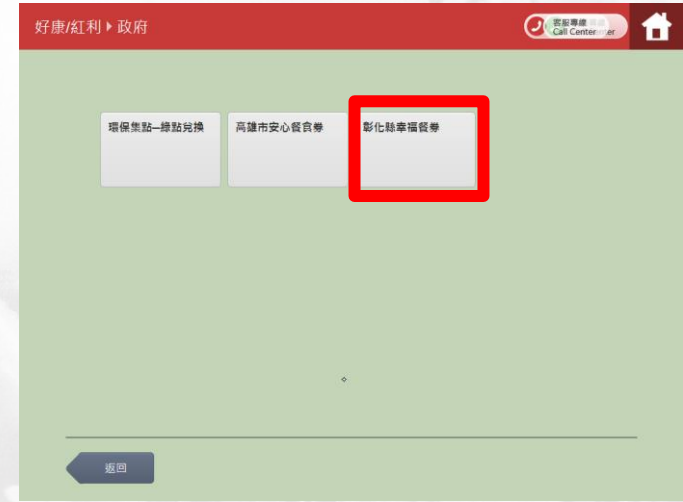 好康/紅利 ▸ 政府
客服專線
Call Center
環保集點—綠點兌換
高雄市安心餐食券
彰化縣幸福餐券
返回